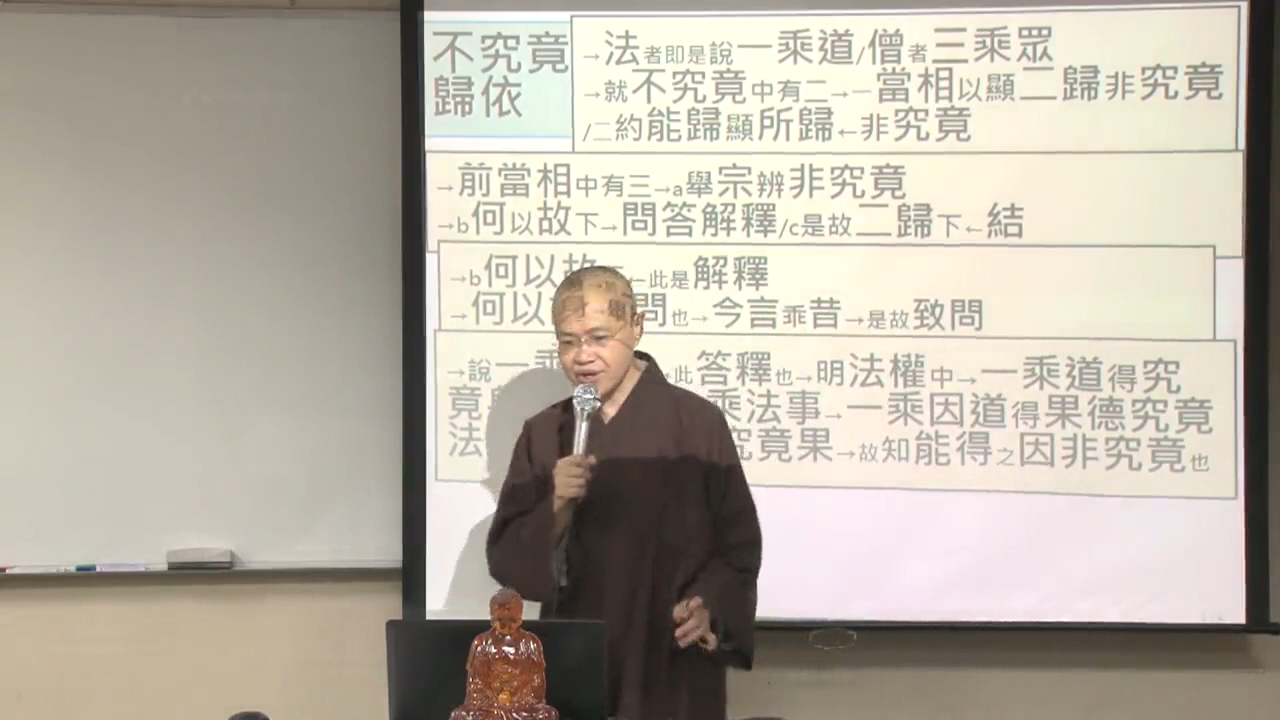 不究竟
歸依
→法者即是說一乘道/僧者三乘眾
→就不究竟中有二→一當相以顯二歸非究竟
/二約能歸顯所歸←非究竟
→前當相中有三→a舉宗辨非究竟
→b何以故下→問答解釋/c是故二歸下←結
→b何以故 ←此是解釋
→何以 問也→今言乖昔→是故致問
→說一乘 此答釋也→明法權中→一乘道得究
竟 乘法事→一乘因道得果德究竟
法 究竟果→故知能得之因非究竟也